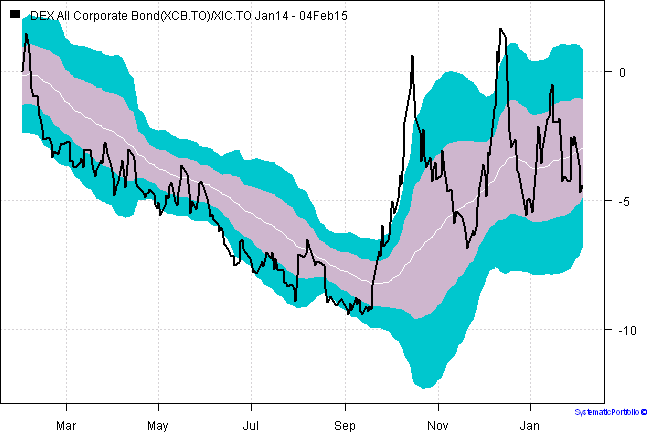 DEX All Corporate Bond(XCB.TO)/XIC.TO Jan14 - 04Feb15
0
-5
-10
Mar May Jul Sep Nov Jan
SystematicPortfolio ©